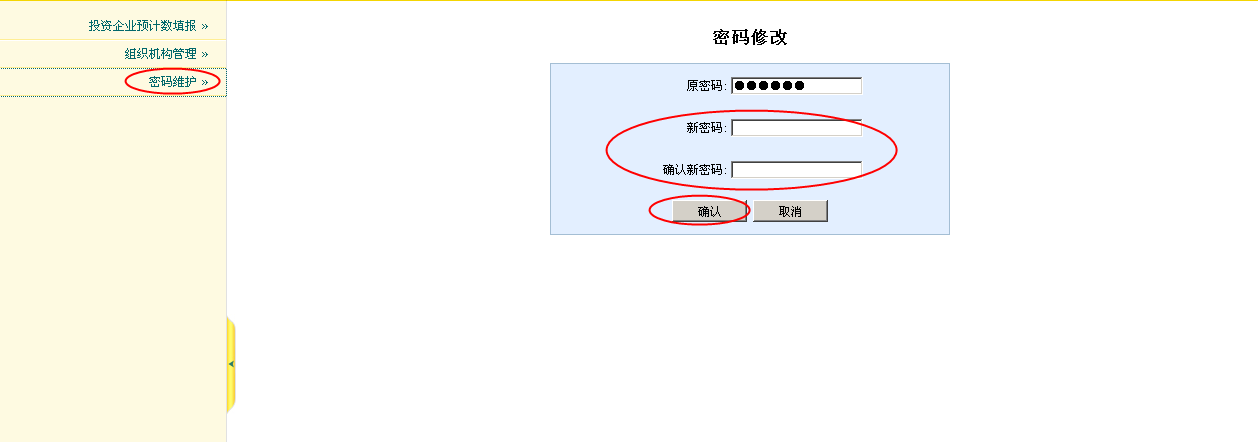 投资企业预计数填报 »
组织机构管理 »
密码维护 »
密码修改
原密码: ●●●●●●
新密码:
确认新密码:
确认 取消